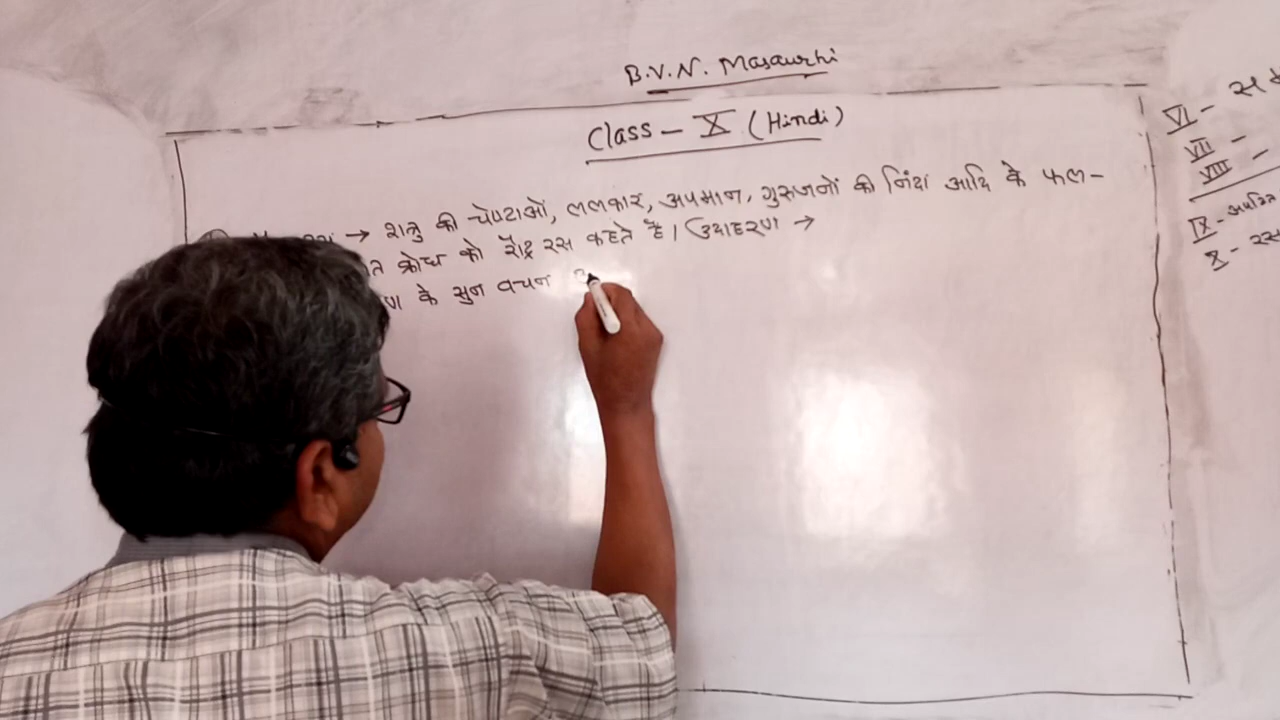 B.V.N. Masaurhi
Class - X (Hindi)
→ शत्रु की चेष्टाओं, ललकार, अपमान, गुरुजनों की निंदा आदि के फल-
क्रोध को रौद्र रस कहते हैं। उदाहरण →
के सुन वचन
VI - स
VII -
VIII -
IX - अपठित
X - रस